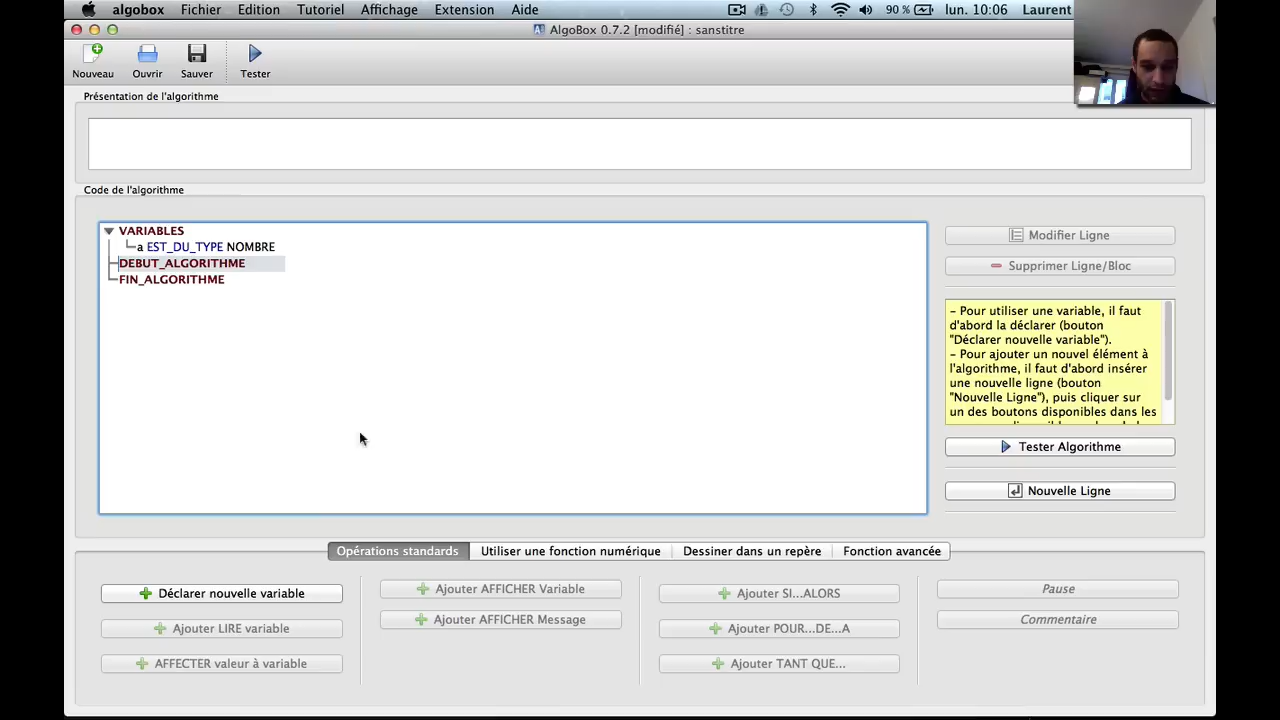 algobox Fichier Edition Tutoriel Affichage Extension Aide 90 % lun. 10:06 Laurent
AlgoBox 0.7.2 [modifié] : sanstitre
Nouveau Ouvrir Sauver Tester
Présentation de l'algorithme
Code de l'algorithme
VARIABLES
a EST_DU_TYPE NOMBRE
DEBUT_ALGORITHME
FIN_ALGORITHME
Modifier Ligne
Supprimer Ligne/Bloc
- Pour utiliser une variable, il faut
d'abord la déclarer (bouton
"Déclarer nouvelle variable").
- Pour ajouter un nouvel élément à
l'algorithme, il faut d'abord insérer
une nouvelle ligne (bouton
"Nouvelle Ligne"), puis cliquer sur
un des boutons disponibles dans les
Tester Algorithme
Nouvelle Ligne
Opérations standards Utiliser une fonction numérique Dessiner dans un repère Fonction avancée
Déclarer nouvelle variable
Ajouter LIRE variable
AFFECTER valeur à variable
Ajouter AFFICHER Variable
Ajouter AFFICHER Message
Ajouter SI...ALORS
Ajouter POUR...DE...A
Ajouter TANT QUE...
Pause
Commentaire